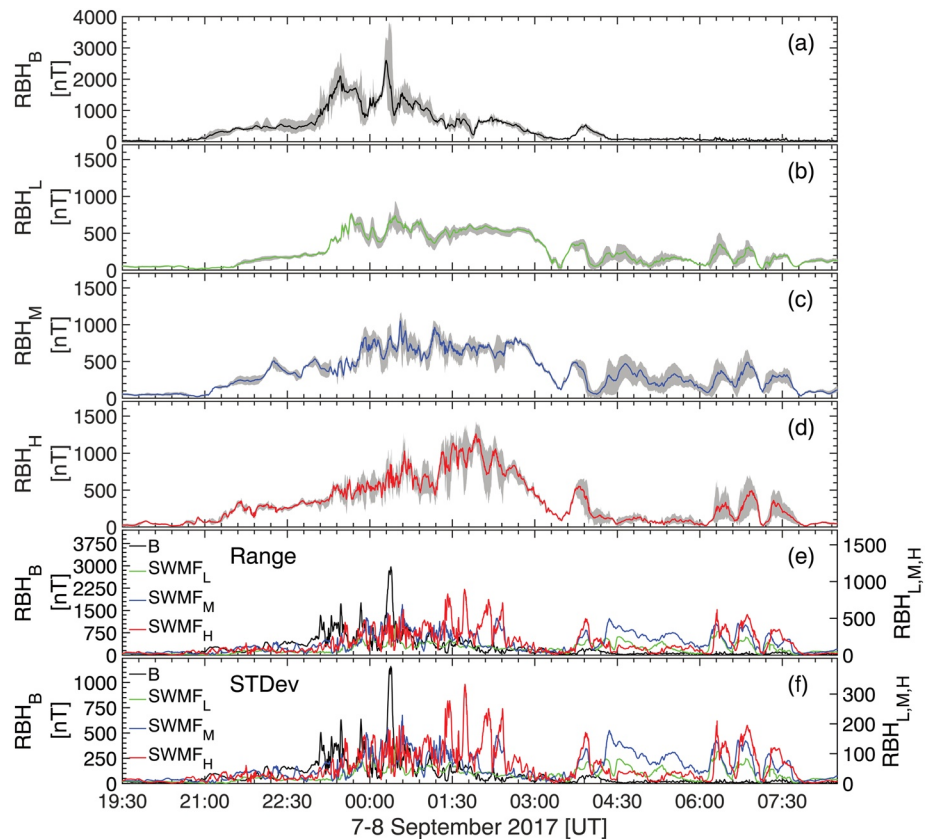 4000
3000
2000
1000
0
RBH_B
[nT]
(a)
1500
1000
500
0
RBH_L
[nT]
(b)
1500
1000
500
0
RBH_M
[nT]
(c)
1500
1000
500
0
RBH_H
[nT]
(d)
3750
3000
2250
1500
750
0
RBH_B
[nT]
B
SWMF_L
SWMF_M
SWMF_H
Range
(e)
1500
1000
500
0
RBH_L,M,H
1000
750
500
250
0
RBH_B
[nT]
B
SWMF_L
SWMF_M
SWMF_H
STDev
(f)
300
200
100
0
RBH_L,M,H
19:30 21:00 22:30 00:00 01:30 03:00 04:30 06:00 07:30
7-8 September 2017 [UT]